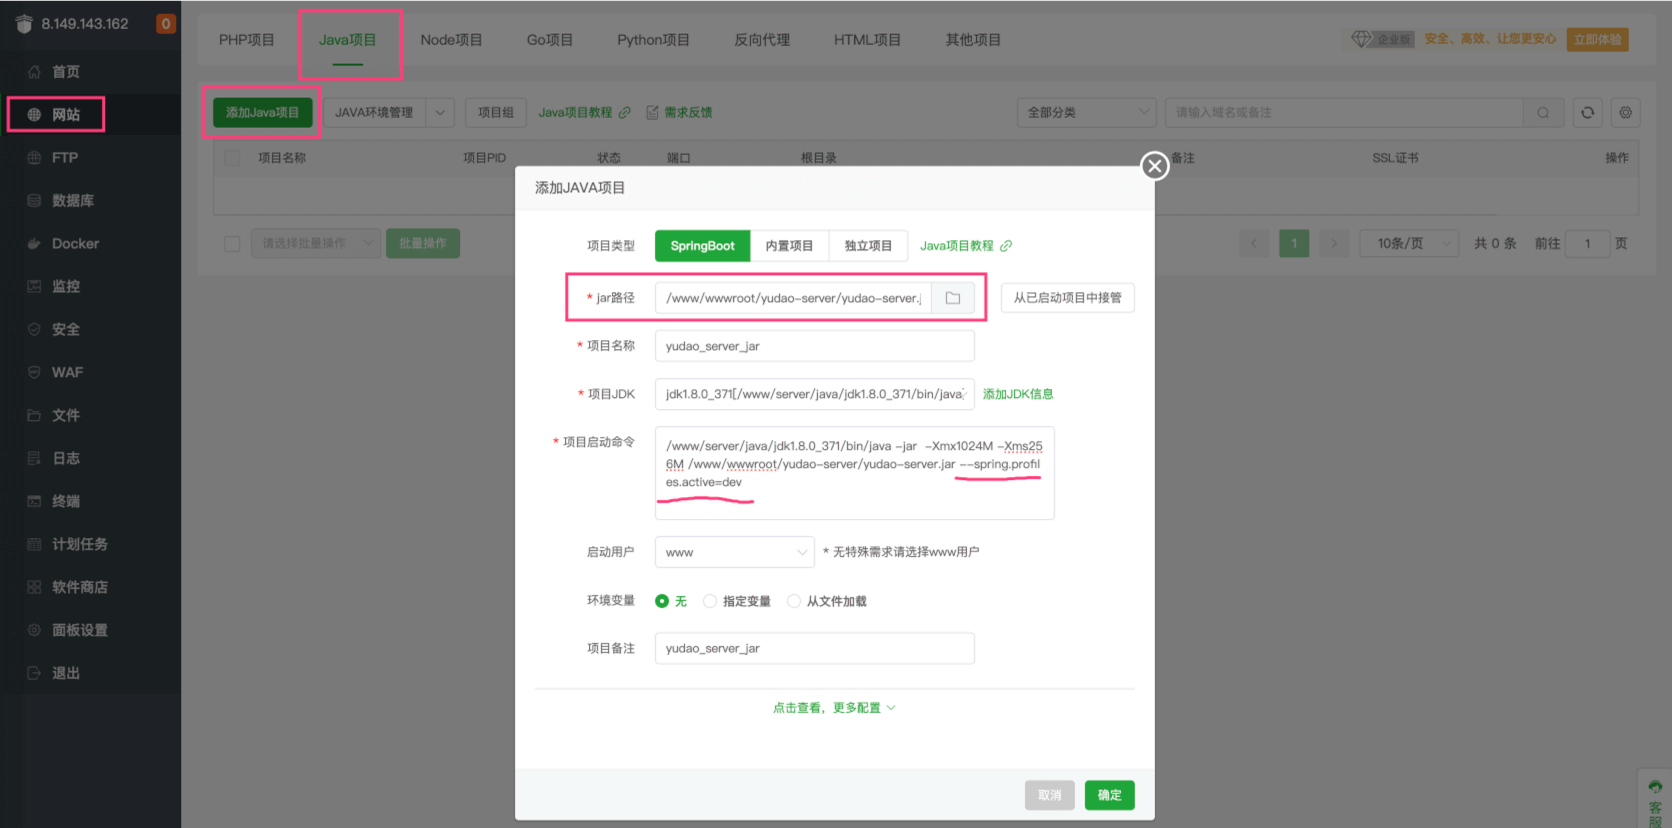 8.149.143.162
0
首页
网站
FTP
数据库
Docker
监控
安全
WAF
文件
日志
终端
计划任务
软件商店
面板设置
退出
PHP项目
Java项目
Node项目
Go项目
Python项目
反向代理
HTML项目
其他项目
企业版
安全、高效、让您更安心
立即体验
添加Java项目
JAVA环境管理
项目组
Java项目教程
需求反馈
全部分类
请输入域名或备注
项目名称
项目PID
状态
端口
根目录
备注
SSL证书
操作
请选择批量操作
批量操作
1
10条/页
共 0 条
前往
1
页
添加JAVA项目
项目类型
SpringBoot
内置项目
独立项目
Java项目教程
* jar路径
/www/wwwroot/yudao-server/yudao-server.j
从已启动项目中接管
* 项目名称
yudao_server_jar
* 项目JDK
jdk1.8.0_371[/www/server/java/jdk1.8.0_371/bin/java
添加JDK信息
* 项目启动命令
/www/server/java/jdk1.8.0_371/bin/java -jar -Xmx1024M -Xms25
6M /www/wwwroot/yudao-server/yudao-server.jar --spring.profil
es.active=dev
启动用户
www
* 无特殊需求请选择www用户
环境变量
无
指定变量
从文件加载
项目备注
yudao_server_jar
点击查看，更多配置
取消
确定
客
服